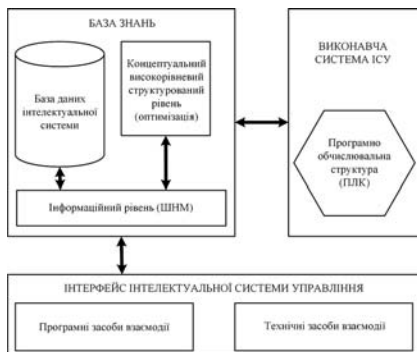 БАЗА ЗНАНЬ
База даних
інтелектуальної
системи
Концептуальний
високорівневий
структурований
рівень
(оптимізація)
Інформаційний рівень (ШНМ)
ВИКОНАВЧА
СИСТЕМА ІСУ
Програмно
обчислювальна
структура
(ПЛК)
ІНТЕРФЕЙС ІНТЕЛЕКТУАЛЬНОЇ СИСТЕМИ УПРАВЛІННЯ
Програмні засоби взаємодії
Технічні засоби взаємодії